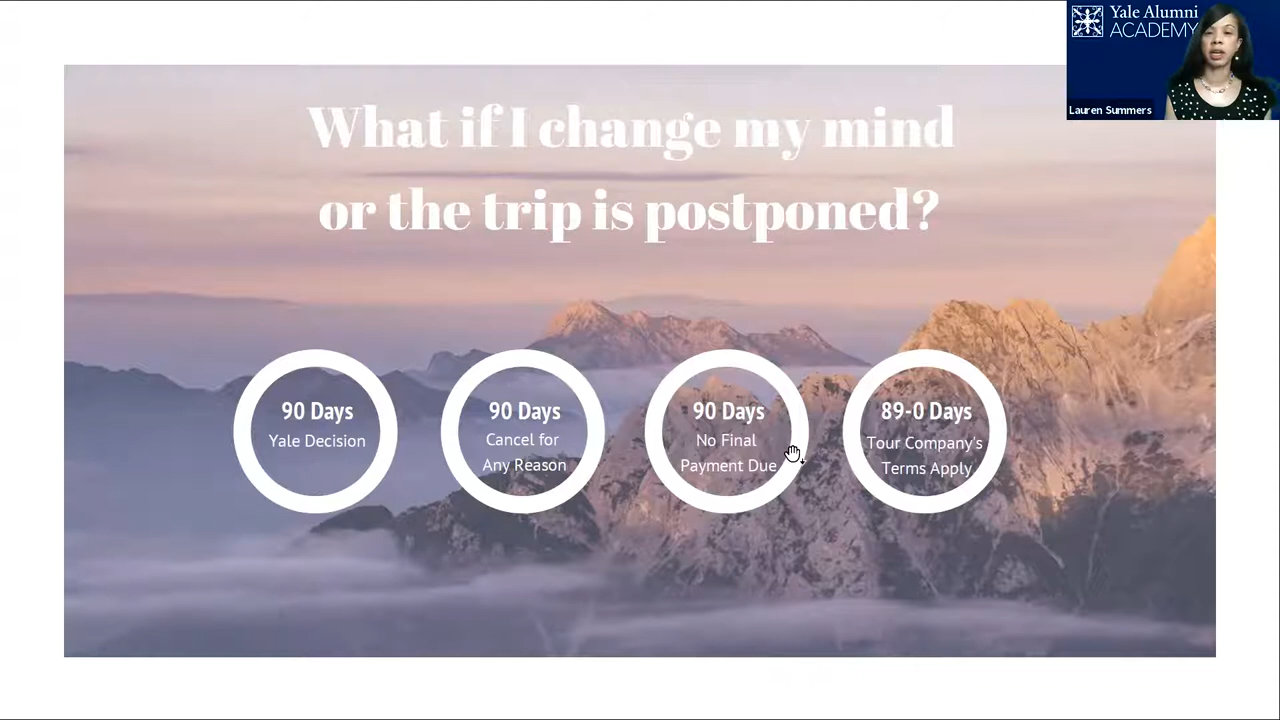 Yale Alumni
ACADEMY
Lauren Summers
What if I change my mind
or the trip is postponed?
90 Days
Yale Decision
90 Days
Cancel for
Any Reason
90 Days
No Final
Payment Due
89-0 Days
Tour Company's
Terms Apply